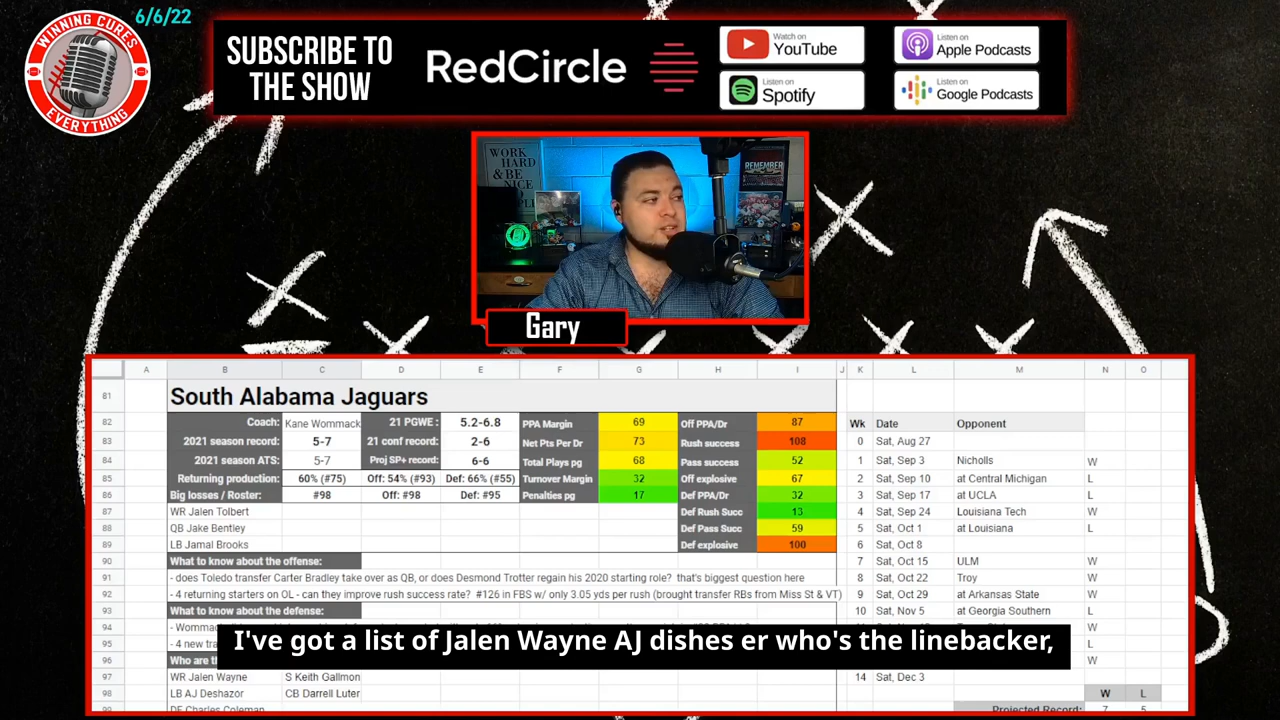 6/6/22
WINNING CURES
EVERYTHING
SUBSCRIBE TO
THE SHOW
RedCircle
Watch on
YouTube
Listen on
Spotify
Listen on
Apple Podcasts
Listen on
Google Podcasts
WORK
HARD
& BE
NICE
REMEMBER
Gary
A B C D E F G H I J K L M N O
81 South Alabama Jaguars
82 Coach: Kane Wommack 21 PGWE : 5.2-6.8 PPA Margin 69 Off PPA/Dr 87 Wk Date Opponent
83 2021 season record: 5-7 21 conf record: 2-6 Net Pts Per Dr 73 Rush success 108 0 Sat, Aug 27
84 2021 season ATS: 5-7 Proj SP+ record: 6-6 Total Plays pg 68 Pass success 52 1 Sat, Sep 3 Nicholls W
85 Returning production: 60% (#75) Off: 54% (#93) Def: 66% (#55) Turnover Margin 32 Off explosive 67 2 Sat, Sep 10 at Central Michigan L
86 Big losses / Roster: #98 Off: #98 Def: #95 Penalties pg 17 Def PPA/Dr 32 3 Sat, Sep 17 at UCLA L
87 WR Jalen Tolbert Def Rush Succ 13 4 Sat, Sep 24 Louisiana Tech W
88 QB Jake Bentley Def Pass Succ 59 5 Sat, Oct 1 at Louisiana L
89 LB Jamal Brooks Def explosive 100 6 Sat, Oct 8
90 What to know about the offense: 7 Sat, Oct 15 ULM W
91 - does Toledo transfer Carter Bradley take over as QB, or does Desmond Trotter regain his 2020 starting role? that's biggest question here 8 Sat, Oct 22 Troy W
92 - 4 returning starters on OL - can they improve rush success rate? #126 in FBS w/ only 3.05 yds per rush (brought transfer RBs from Miss St & VT) 9 Sat, Oct 29 at Arkansas State W
93 What to know about the defense: 10 Sat, Nov 5 at Georgia Southern L
94 - Womm
95 - 4 new tra L
96 Who are th W
I've got a list of Jalen Wayne AJ dishes er who's the linebacker,
97 WR Jalen Wayne S Keith Gallmon 14 Sat, Dec 3
98 LB AJ Deshazor CB Darrell Luter W L
99 DE Charles Coleman Projected Record: 7 5